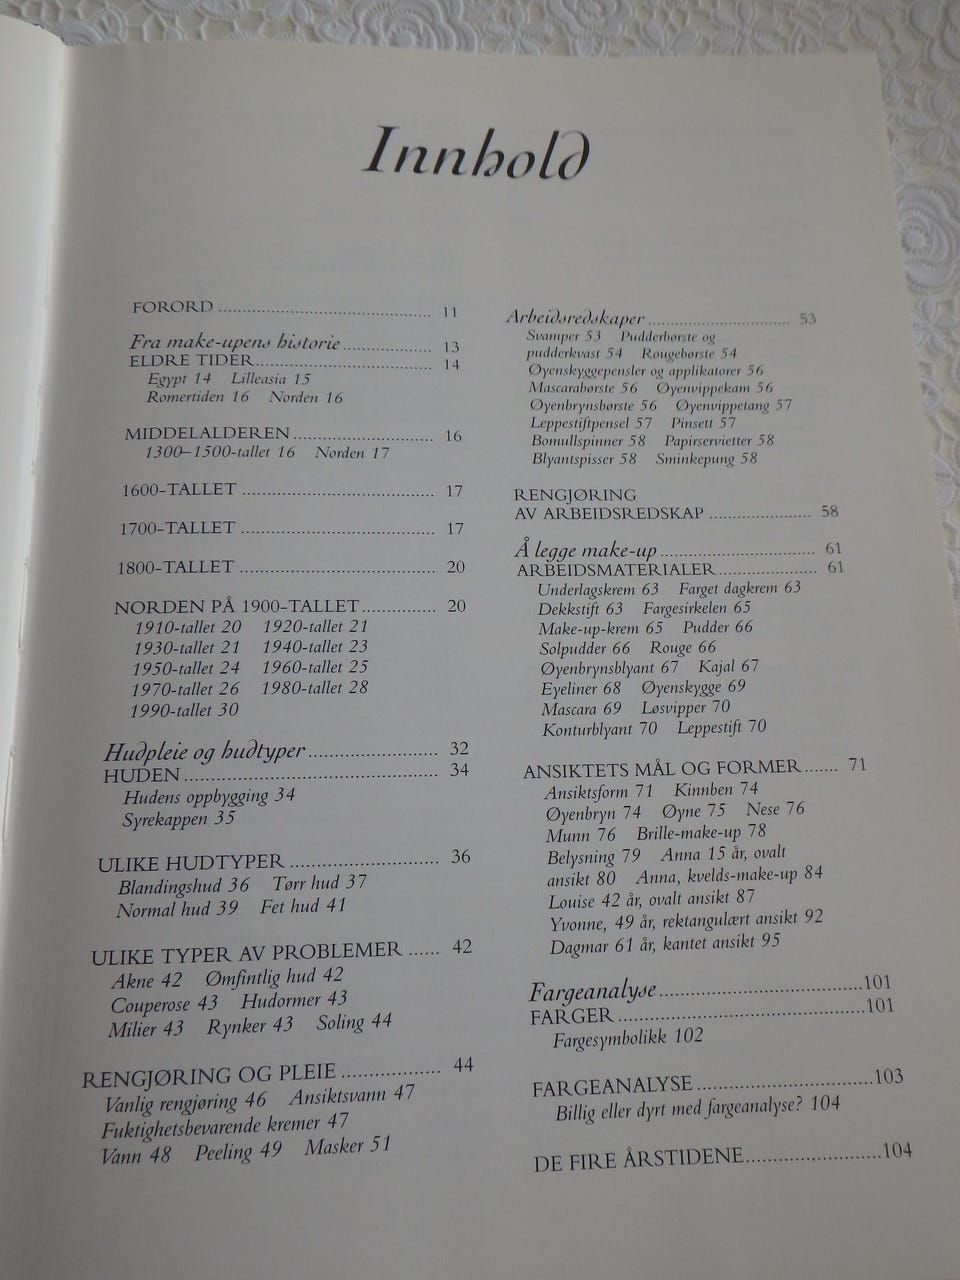 Innhold
FORORD ........................................ 11
Fra make-upens historie ..................... 13
ELDRE TIDER .................................... 14
Egypt 14 Lilleasia 15
Romertiden 16 Norden 16
MIDDELALDEREN ........................... 16
1300–1500-tallet 16 Norden 17
1600-TALLET .................................... 17
1700-TALLET .................................... 17
1800-TALLET .................................... 20
NORDEN PÅ 1900-TALLET .............. 20
1910-tallet 20 1920-tallet 21
1930-tallet 21 1940-tallet 23
1950-tallet 24 1960-tallet 25
1970-tallet 26 1980-tallet 28
1990-tallet 30
Hudpleie og hudtyper ........................ 32
HUDEN ............................................. 34
Hudens oppbygging 34
Syrekappen 35
ULIKE HUDTYPER ........................... 36
Blandingshud 36 Tørr hud 37
Normal hud 39 Fet hud 41
ULIKE TYPER AV PROBLEMER ...... 42
Akne 42 Ømfintlig hud 42
Couperose 43 Hudormer 43
Milier 43 Rynker 43 Soling 44
RENGJØRING OG PLEIE .................. 44
Vanlig rengjøring 46 Ansiktsvann 47
Fuktighetsbevarende kremer 47
Vann 48 Peeling 49 Masker 51
Arbeidsredskaper .............................. 53
Svamper 53 Pudderbørste og
pudderkvast 54 Rougebørste 54
Øyenskyggepensler og applikatorer 56
Mascarabørste 56 Øyenvippekam 56
Øyenbrynsbørste 56 Øyenvippetang 57
Leppestiftpensel 57 Pinsett 57
Bomullspinner 58 Papirservietter 58
Blyantspisser 58 Sminkepung 58
RENGJØRING
AV ARBEIDSREDSKAP ..................... 58
Å legge make-up ................................ 61
ARBEIDSMATERIALER .................... 61
Underlagskrem 63 Farget dagkrem 63
Dekkstift 63 Fargesirkelen 65
Make-up-krem 65 Pudder 66
Solpudder 66 Rouge 66
Øyenbrynsblyant 67 Kajal 67
Eyeliner 68 Øyenskygge 69
Mascara 69 Løsvipper 70
Konturblyant 70 Leppestift 70
ANSIKTETS MÅL OG FORMER ....... 71
Ansiktsform 71 Kinnben 74
Øyenbryn 74 Øyne 75 Nese 76
Munn 76 Brille-make-up 78
Belysning 79 Anna 15 år, ovalt
ansikt 80 Anna, kvelds-make-up 84
Louise 42 år, ovalt ansikt 87
Yvonne, 49 år, rektangulært ansikt 92
Dagmar 61 år, kantet ansikt 95
Fargeanalyse ...................................101
FARGER ..........................................101
Fargesymbolikk 102
FARGEANALYSE ..............................103
Billig eller dyrt med fargeanalyse? 104
DE FIRE ÅRSTIDENE .......................104